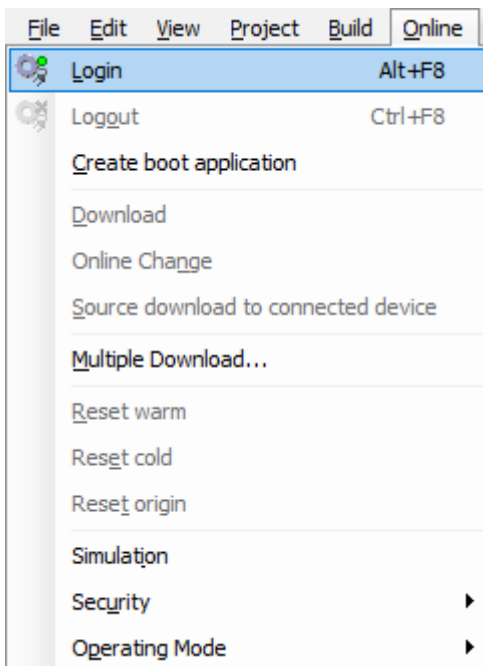 File Edit View Project Build Online
Login Alt+F8
Logout Ctrl+F8
Create boot application
Download
Online Change
Source download to connected device
Multiple Download...
Reset warm
Reset cold
Reset origin
Simulation
Security
Operating Mode